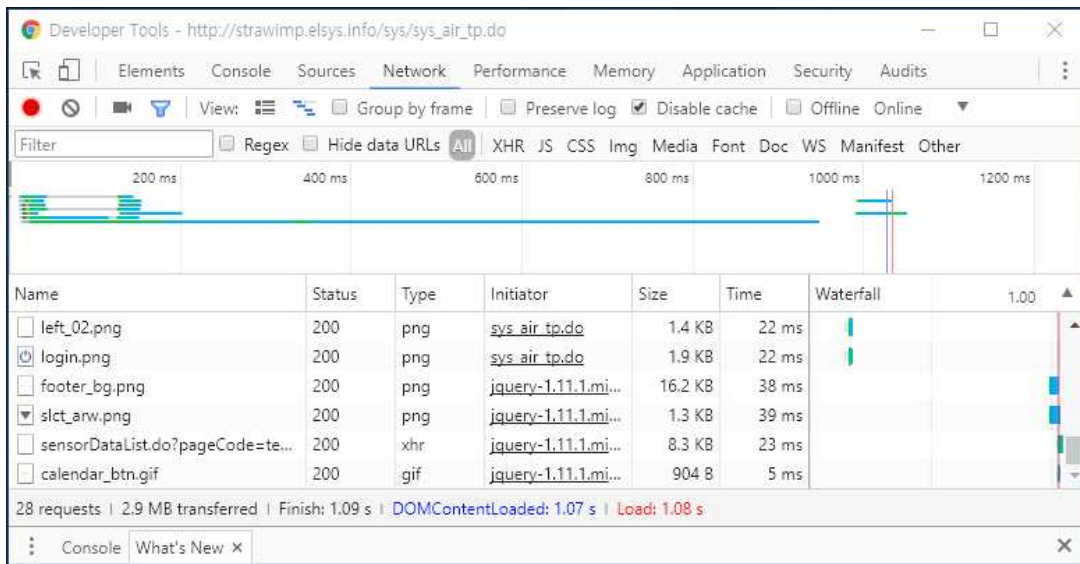 Developer Tools - http://strawimp.elsys.info/sys/sys_air_tp.do
Elements Console Sources Network Performance Memory Application Security Audits
View: Group by frame Preserve log Disable cache Offline Online
Filter Regex Hide data URLs All XHR JS CSS Img Media Font Doc WS Manifest Other
200 ms 400 ms 600 ms 800 ms 1000 ms 1200 ms
Name Status Type Initiator Size Time Waterfall 1.00
left_02.png 200 png sys_air_tp.do 1.4 KB 22 ms
login.png 200 png sys_air_tp.do 1.9 KB 22 ms
footer_bg.png 200 png jquery-1.11.1.mi... 16.2 KB 38 ms
slct_arw.png 200 png jquery-1.11.1.mi... 1.3 KB 39 ms
sensorDataList.do?pageCode=te... 200 xhr jquery-1.11.1.mi... 8.3 KB 23 ms
calendar_btn.gif 200 gif jquery-1.11.1.mi... 904 B 5 ms
28 requests | 2.9 MB transferred | Finish: 1.09 s | DOMContentLoaded: 1.07 s | Load: 1.08 s
Console What's New ×